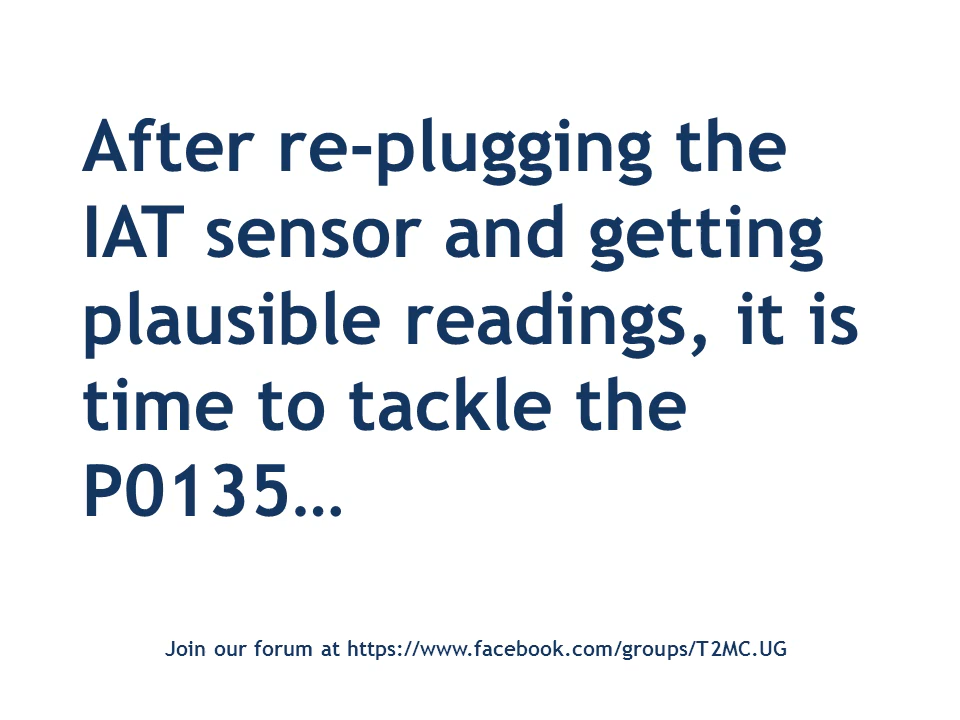 After re-plugging the
IAT sensor and getting
plausible readings, it is
time to tackle the
P0135…
Join our forum at https://www.facebook.com/groups/T2MC.UG